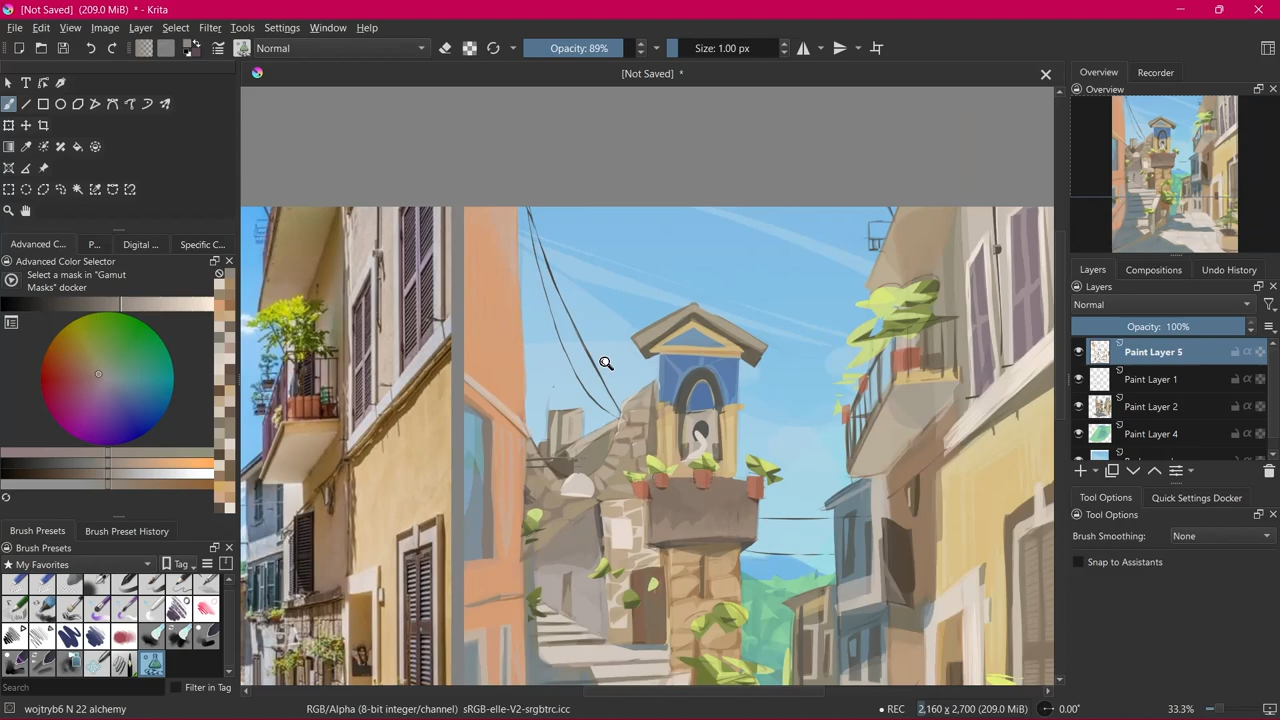 [Not Saved] (209.0 MiB) * - Krita
File Edit View Image Layer Select Filter Tools Settings Window Help
Normal Opacity: 89% Size: 1.00 px
[Not Saved] *
Overview Recorder
Overview
Advanced C... P... Digital ... Specific C...
Advanced Color Selector
Select a mask in "Gamut
Masks" docker
Layers Compositions Undo History
Layers
Normal
Opacity: 100%
Paint Layer 5
Paint Layer 1
Paint Layer 2
Paint Layer 4
Tool Options Quick Settings Docker
Tool Options
Brush Smoothing: None
Snap to Assistants
Brush Presets Brush Preset History
Brush Presets
★ My Favorites Tag
Search Filter in Tag
wojtryb6 N 22 alchemy RGB/Alpha (8-bit integer/channel) sRGB-elle-V2-srgbtrc.icc REC 2,160 x 2,700 (209.0 MiB) 0.00° 33.3%